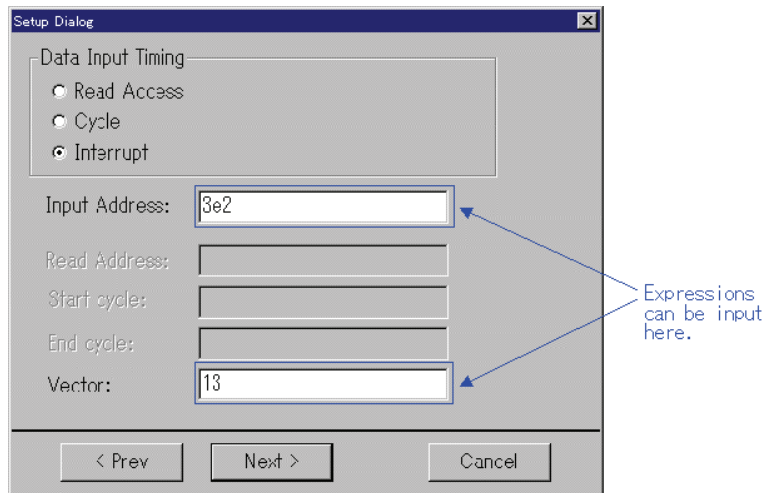 Setup Dialog
Data Input Timing
Read Access
Cycle
Interrupt
Input Address: 3e2
Read Address:
Start cycle:
End cycle:
Vector: 13
Expressions
can be input
here.
< Prev Next > Cancel